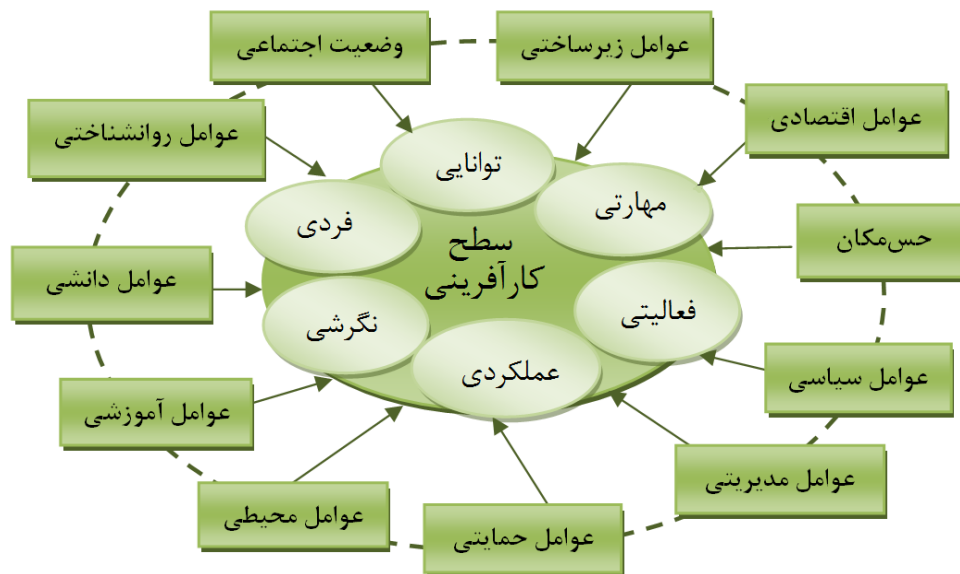 وضعیت اجتماعی
عوامل زیرساختی
عوامل اقتصادی
حس‌مکان
عوامل سیاسی
عوامل مدیریتی
عوامل حمایتی
عوامل محیطی
عوامل آموزشی
عوامل دانشی
عوامل روانشناختی
توانایی
مهارتی
فعالیتی
عملکردی
نگرشی
فردی
سطح
کارآفرینی